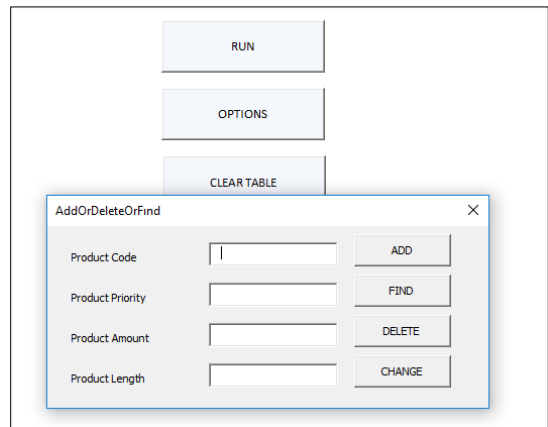 RUN
OPTIONS
CLEAR TABLE
AddOrDeleteOrFind
Product Code
ADD
Product Priority
FIND
Product Amount
DELETE
Product Length
CHANGE